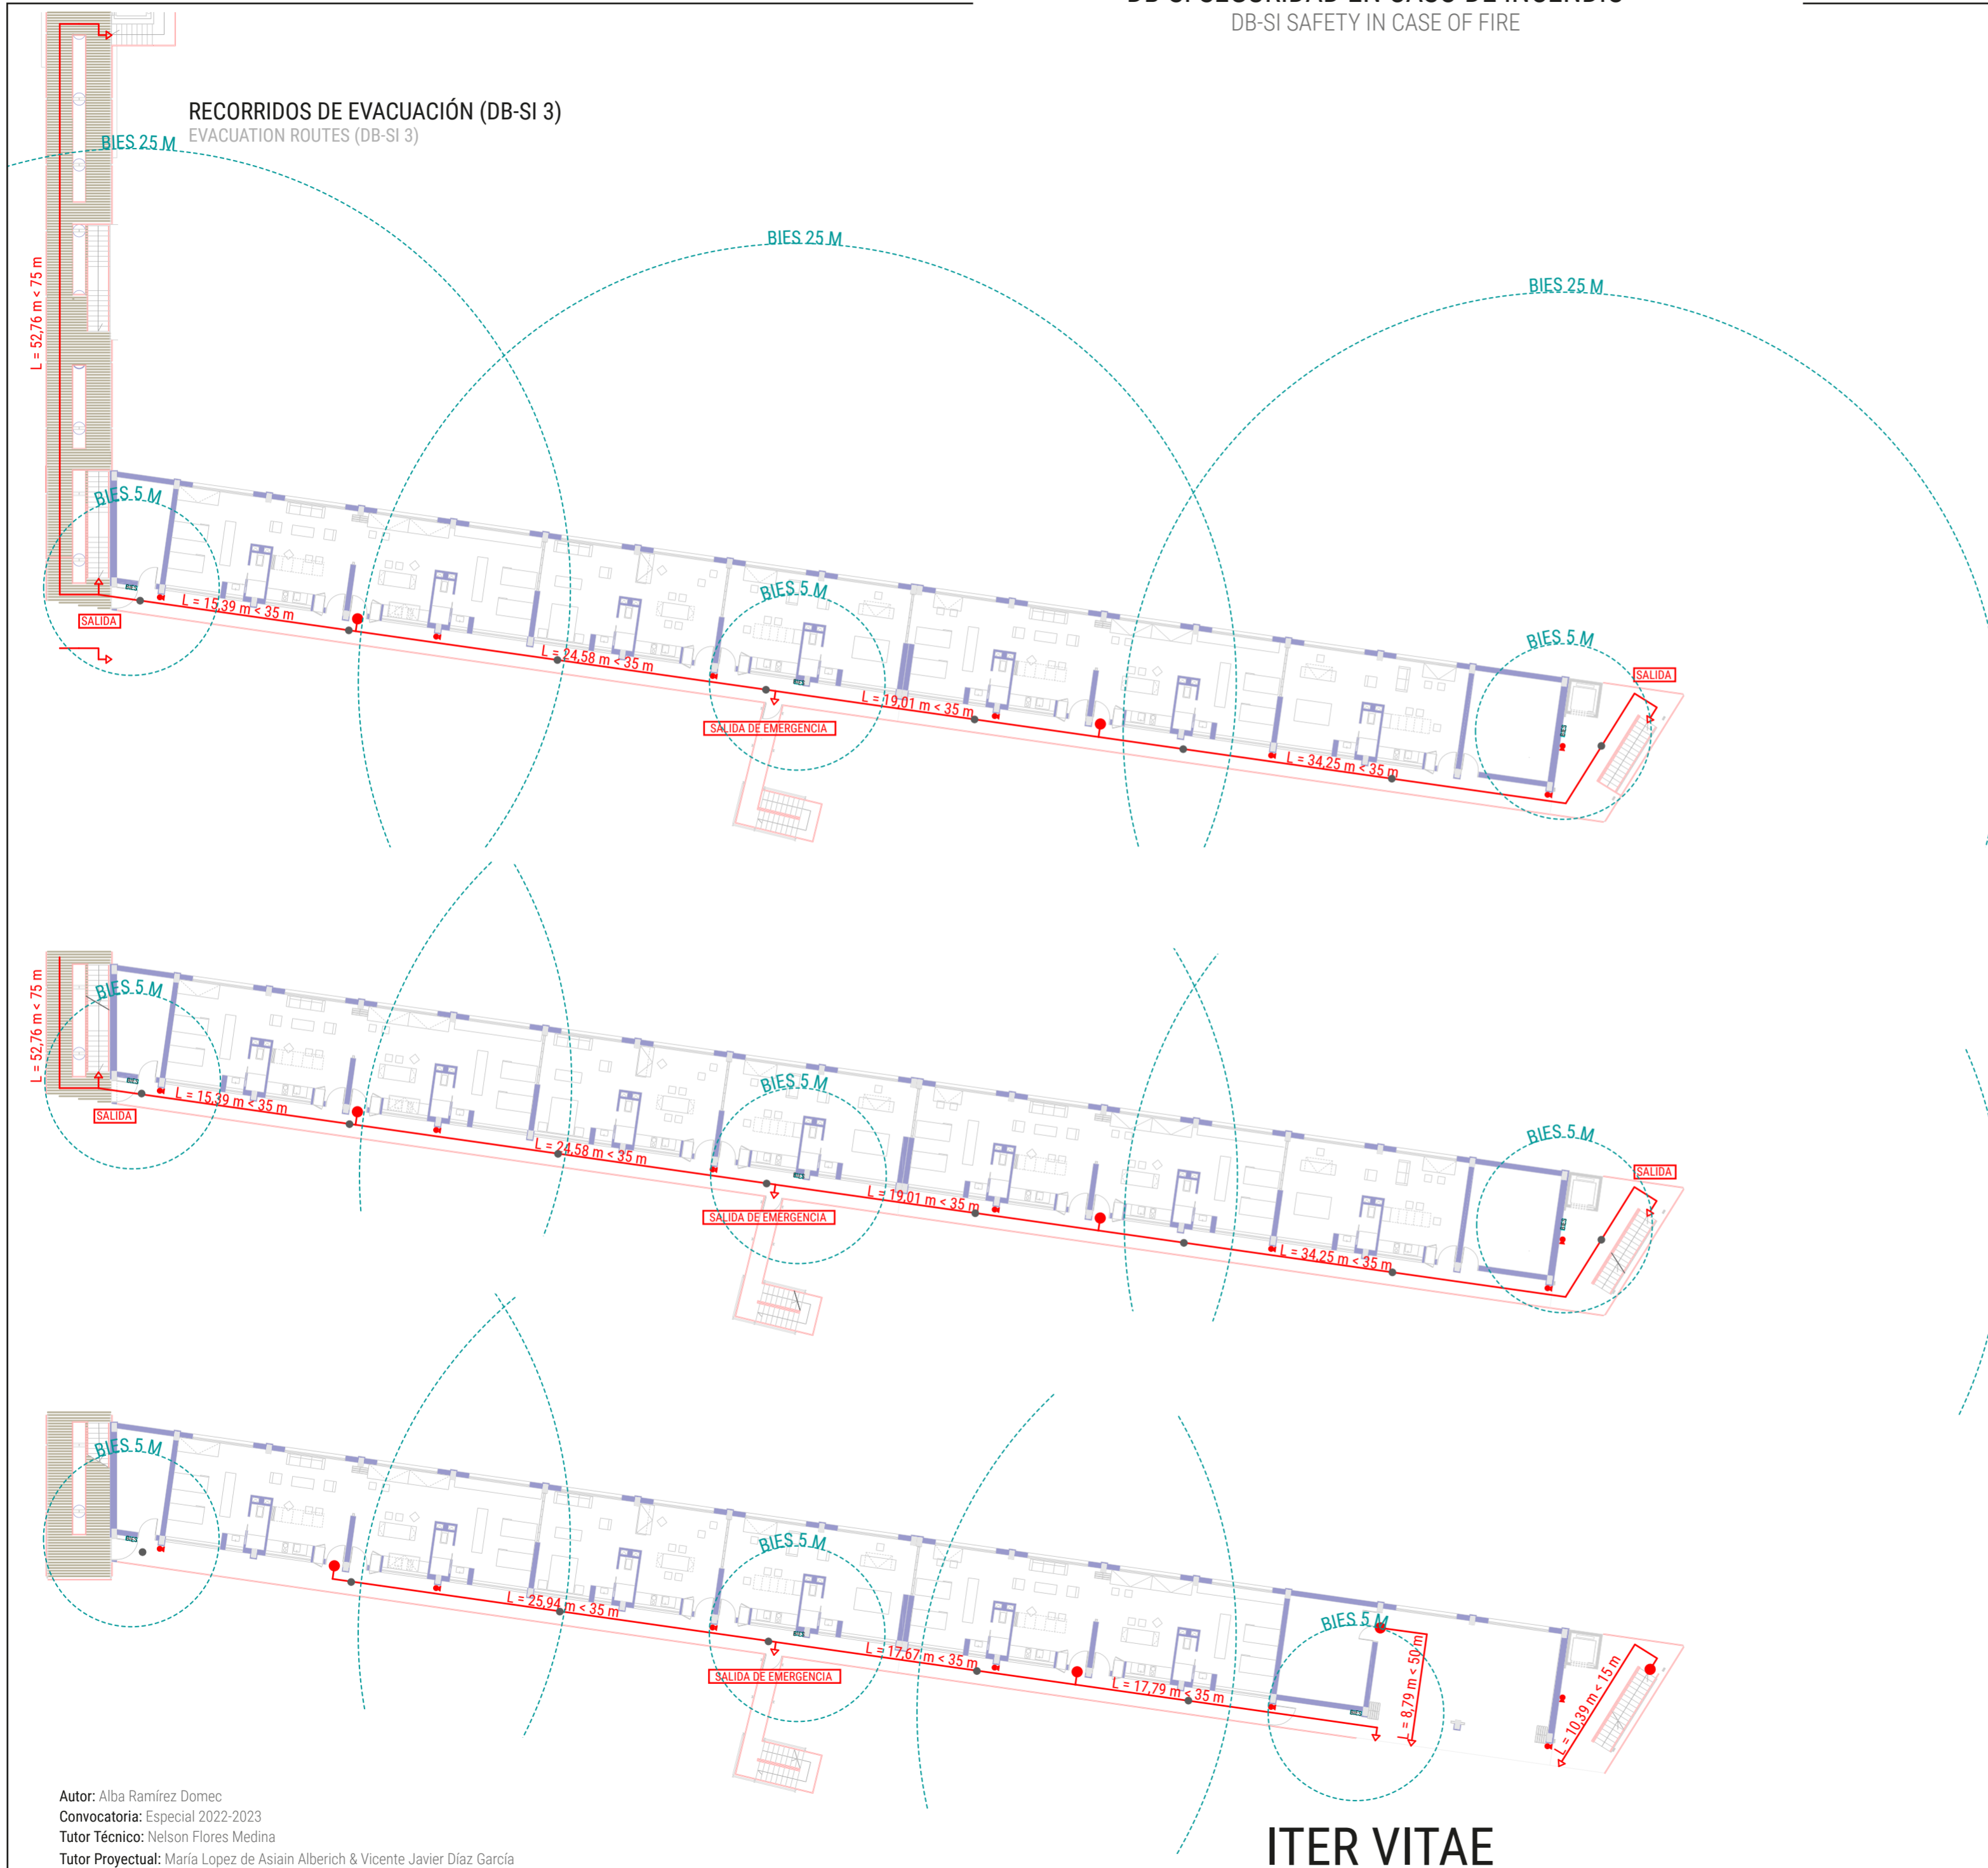 DB-SI SAFETY IN CASE OF FIRE
RECORRIDOS DE EVACUACIÓN (DB-SI 3)
EVACUATION ROUTES (DB-SI 3)
BIES 25 M
BIES 25 M
BIES 25 M
L = 52,76 m < 75 m
BIES 5 M
BIES 5 M
BIES 5 M
L = 15,39 m < 35 m
SALIDA
L = 24,58 m < 35 m
SALIDA
L = 19,01 m < 35 m
SALIDA DE EMERGENCIA
L = 34,25 m < 35 m
L = 52,76 m < 75 m
BIES 5 M
BIES 5 M
BIES 5 M
L = 15,39 m < 35 m
SALIDA
L = 24,58 m < 35 m
SALIDA
L = 19,01 m < 35 m
SALIDA DE EMERGENCIA
L = 34,25 m < 35 m
BIES 5 M
BIES 5 M
BIES 5 M
L = 25,94 m < 35 m
L = 17,67 m < 35 m
SALIDA DE EMERGENCIA
L = 17,79 m < 35 m
L = 8,79 m < 50 m
L = 10,39 m < 15 m
Autor: Alba Ramírez Domec
Convocatoria: Especial 2022-2023
Tutor Técnico: Nelson Flores Medina
Tutor Proyectual: María Lopez de Asiain Alberich & Vicente Javier Díaz García
ITER VITAE